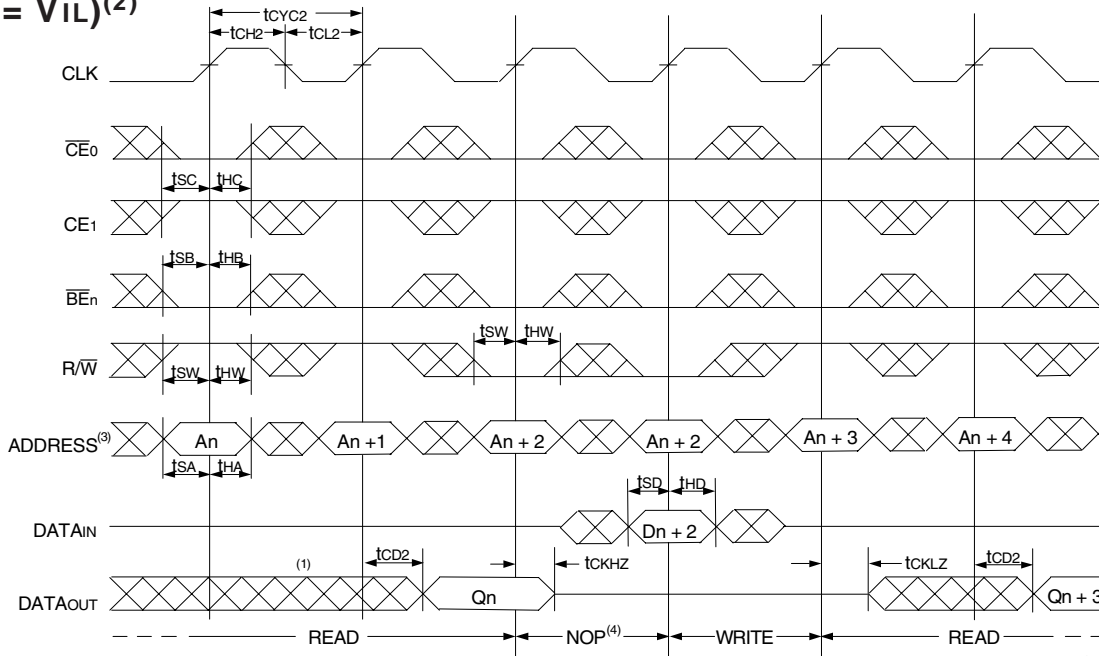 = VIL)(2)
tCYC2
tCH2 tCL2
CLK
CE0
tSC tHC
CE1
tSB tHB
BEn
tSW tHW
R/W
tSW tHW
ADDRESS(3) An An +1 An + 2 An + 2 An + 3 An + 4
tSA tHA
tSD tHD
DATAIN Dn + 2
(1) tCD2 tCKHZ tCKLZ tCD2
DATAOUT Qn Qn + 3
READ NOP(4) WRITE READ